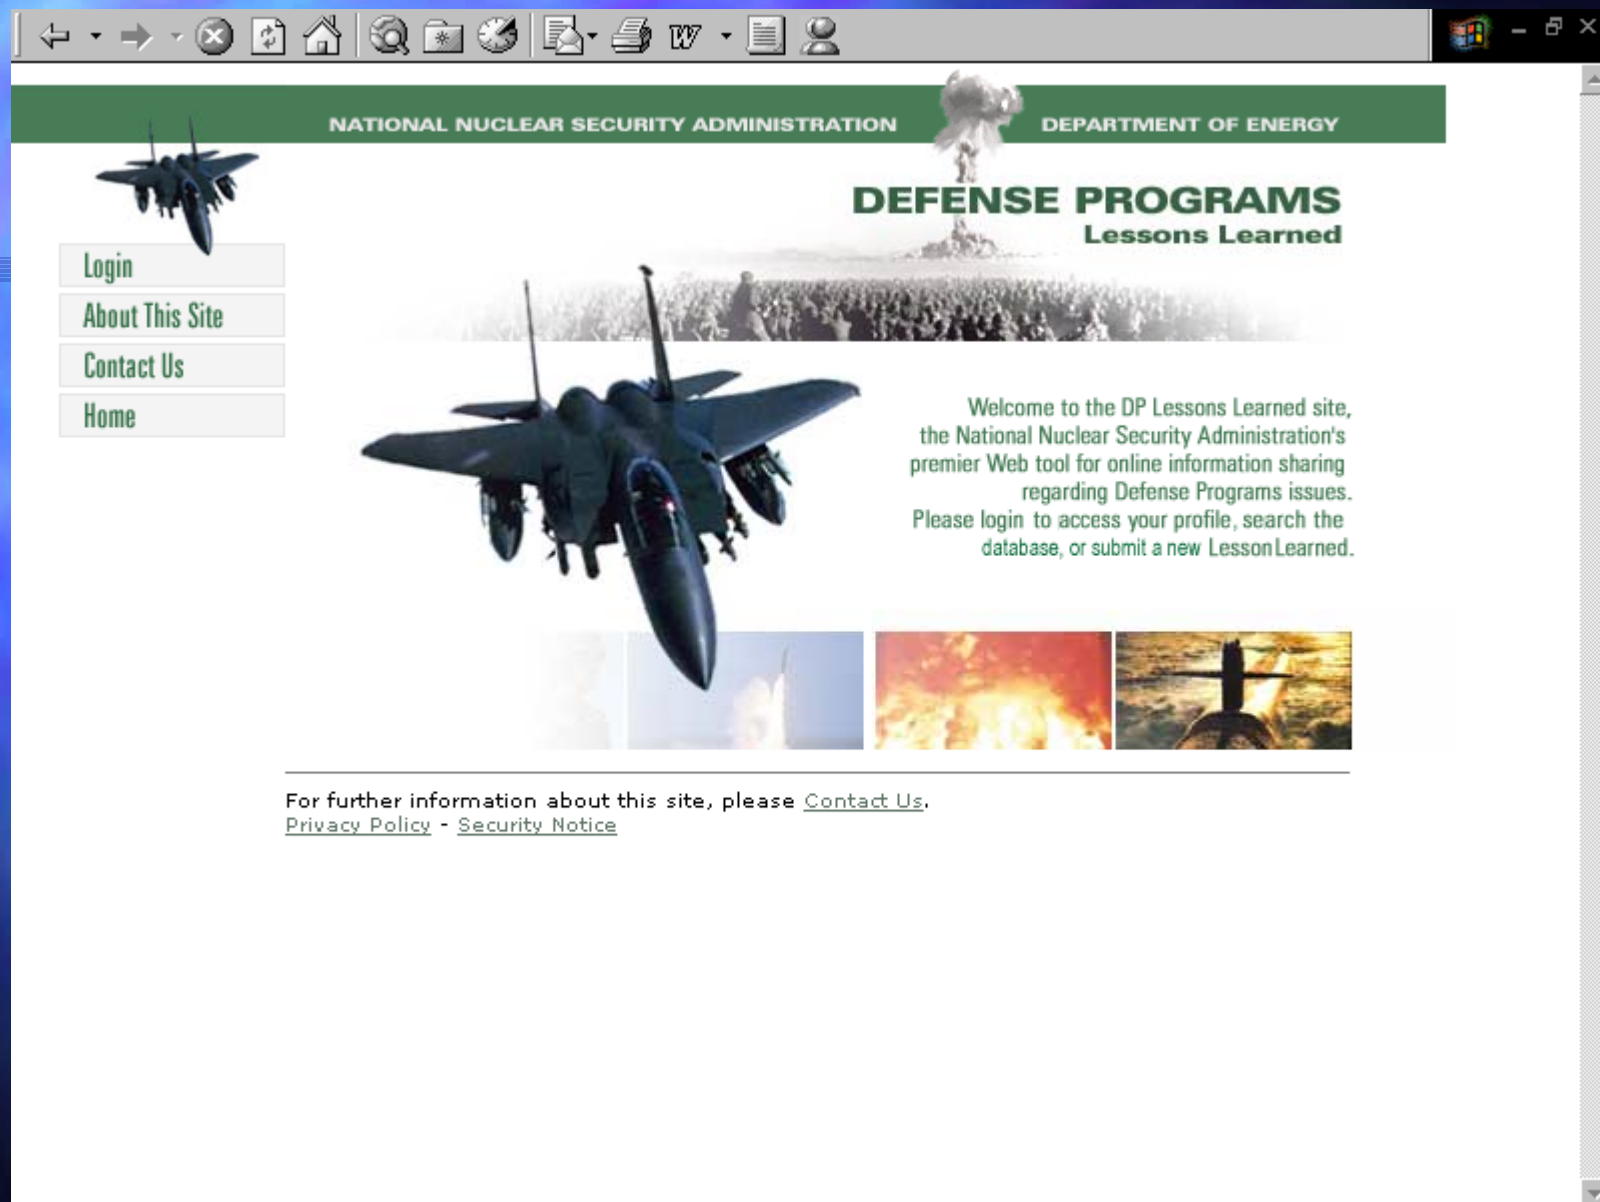 NATIONAL NUCLEAR SECURITY ADMINISTRATION
DEPARTMENT OF ENERGY
DEFENSE PROGRAMS
Lessons Learned
Login
About This Site
Contact Us
Home
Welcome to the DP Lessons Learned site,
the National Nuclear Security Administration's
premier Web tool for online information sharing
regarding Defense Programs issues.
Please login to access your profile, search the
database, or submit a new Lesson Learned.
For further information about this site, please Contact Us.
Privacy Policy - Security Notice